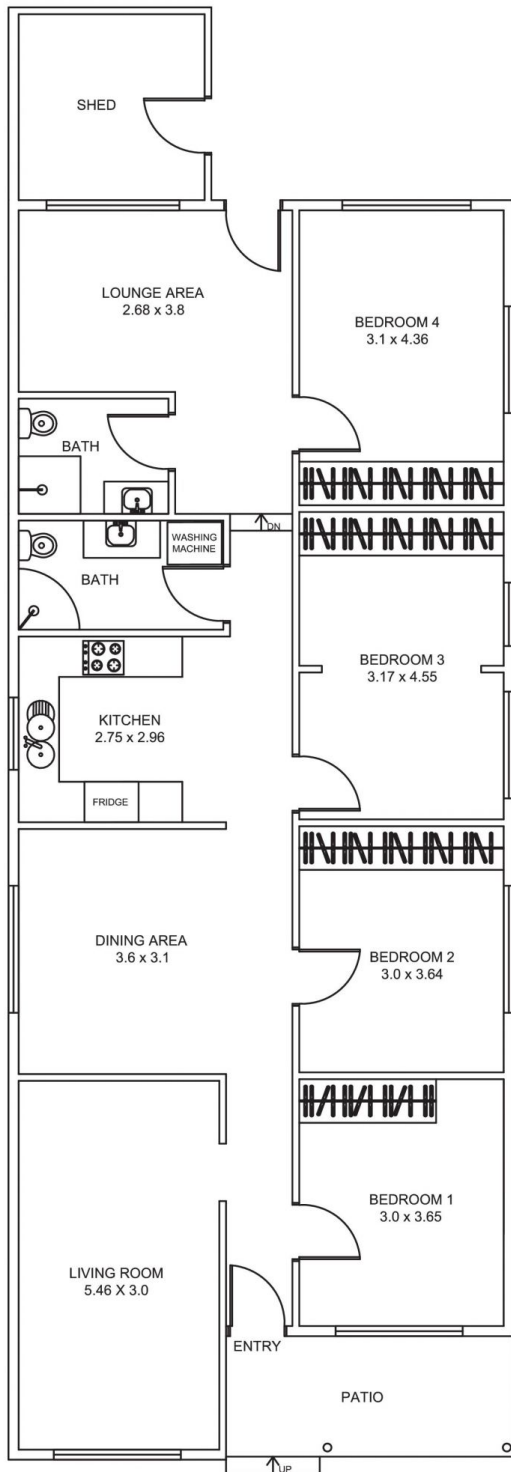 SHED
LOUNGE AREA
2.68 x 3.8
BEDROOM 4
3.1 x 4.36
BATH
DN
WASHING
MACHINE
BATH
BEDROOM 3
3.17 x 4.55
KITCHEN
2.75 x 2.96
FRIDGE
DINING AREA
3.6 x 3.1
BEDROOM 2
3.0 x 3.64
BEDROOM 1
3.0 x 3.65
LIVING ROOM
5.46 X 3.0
ENTRY
PATIO
UP